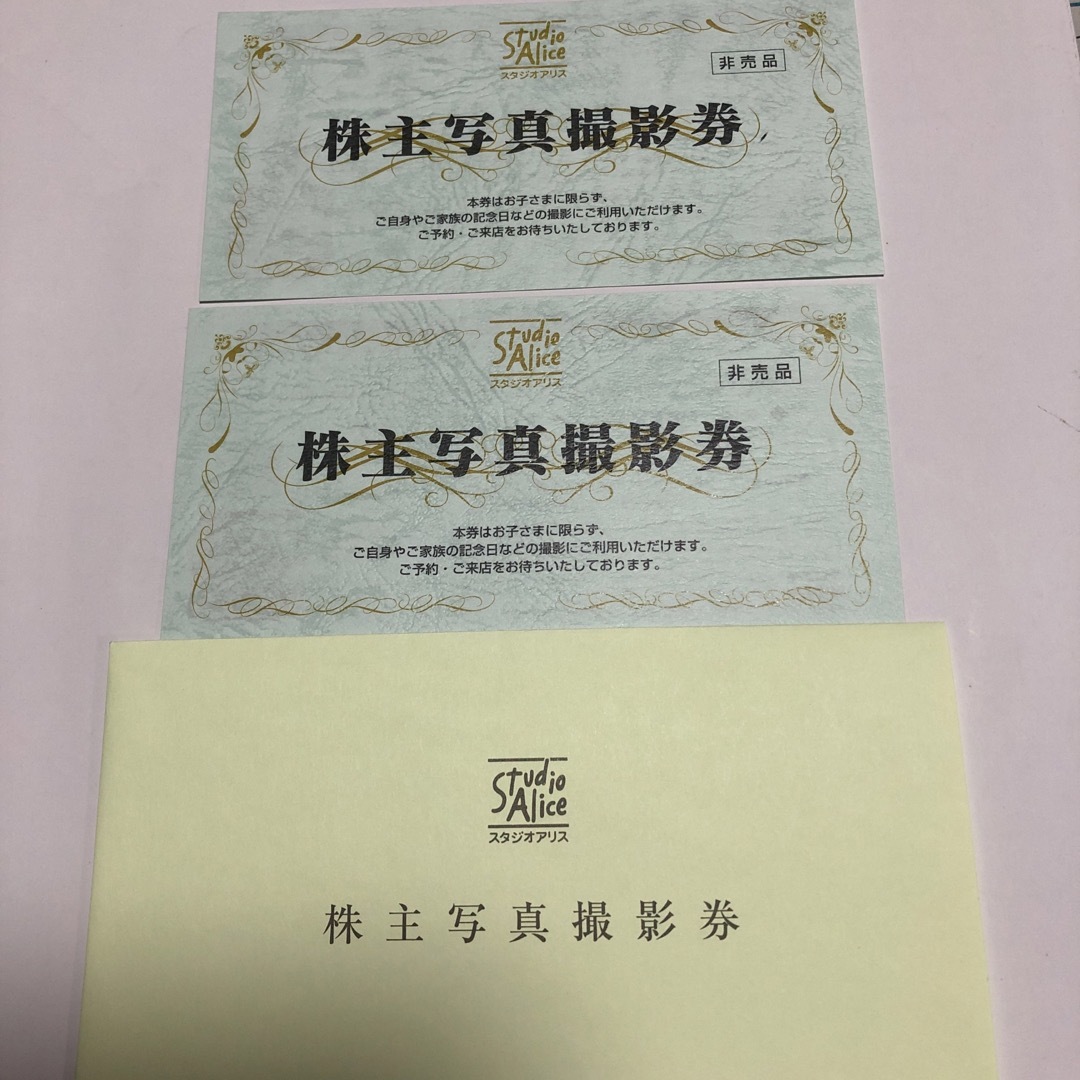 Studio
Alice
スタジオアリス
非売品
株主写真撮影券
本券はお子さまに限らず、
ご自身やご家族の記念日などの撮影にご利用いただけます。
ご予約・ご来店をお待ちいたしております。
Studio
Alice
スタジオアリス
非売品
株主写真撮影券
本券はお子さまに限らず、
ご自身やご家族の記念日などの撮影にご利用いただけます。
ご予約・ご来店をお待ちいたしております。
Studio
Alice
スタジオアリス
株主写真撮影券